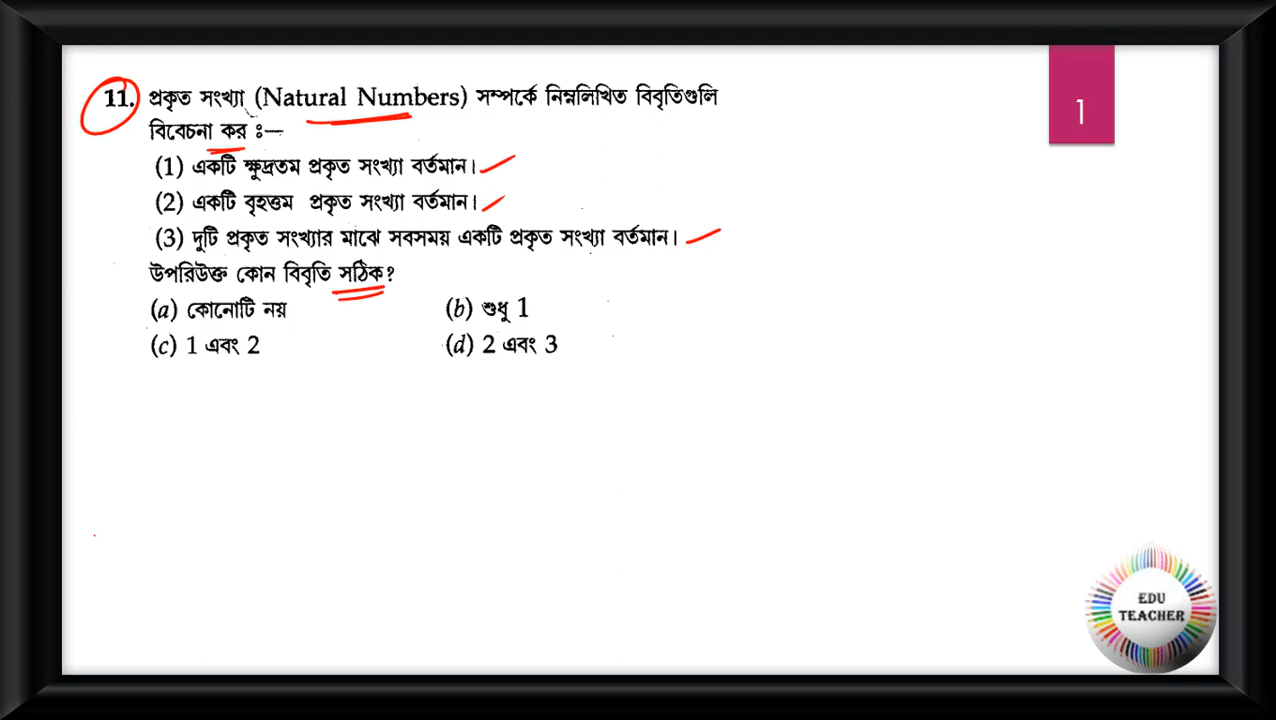 11. প্রকৃত সংখ্যা (Natural Numbers) সম্পর্কে নিম্নলিখিত বিবৃতিগুলি
বিবেচনা কর ঃ—
(1) একটি ক্ষুদ্রতম প্রকৃত সংখ্যা বর্তমান।
(2) একটি বৃহত্তম প্রকৃত সংখ্যা বর্তমান।
(3) দুটি প্রকৃত সংখ্যার মাঝে সবসময় একটি প্রকৃত সংখ্যা বর্তমান।
উপরিউক্ত কোন বিবৃতি সঠিক?
(a) কোনোটি নয় (b) শুধু 1
(c) 1 এবং 2 (d) 2 এবং 3
1
EDU
TEACHER